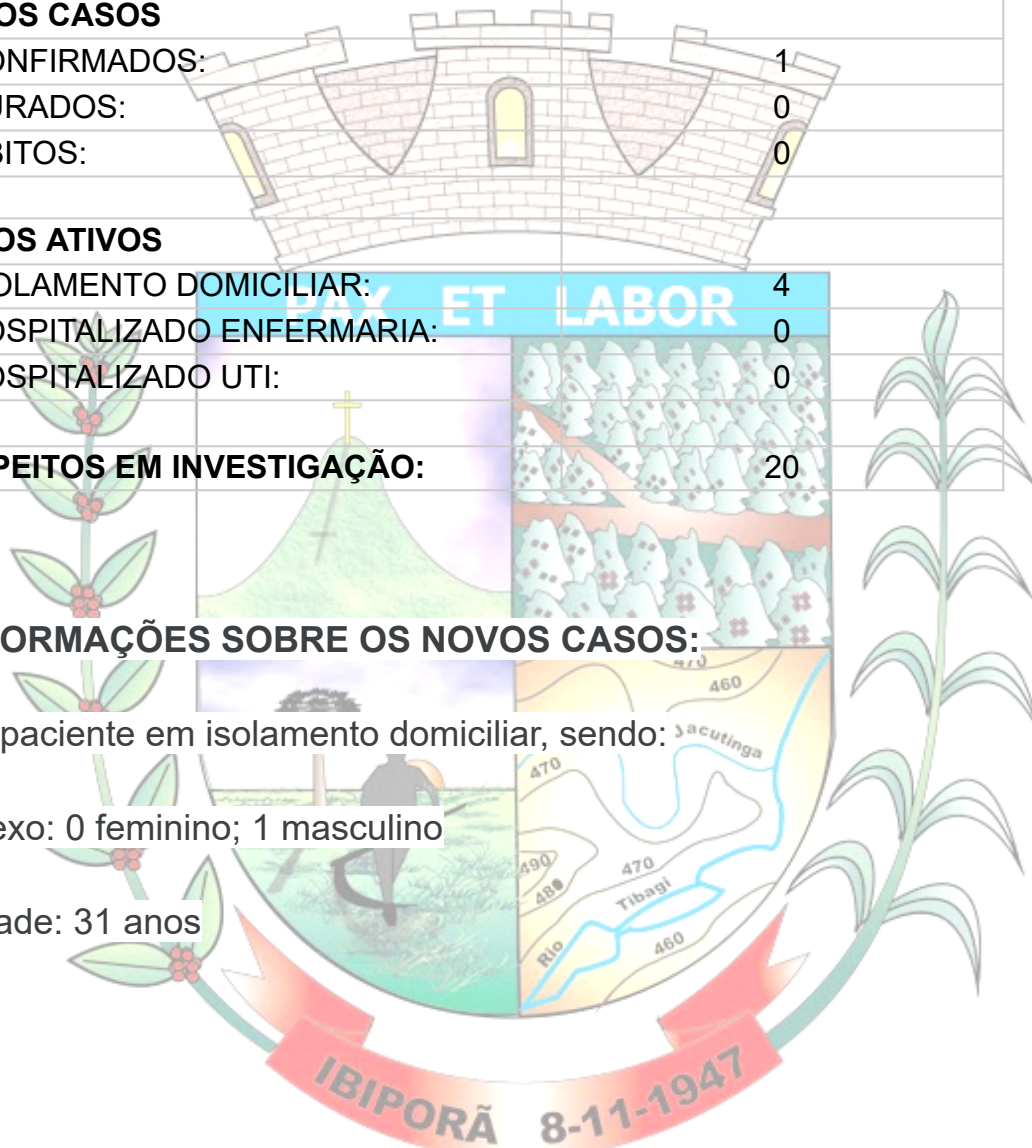 OS CASOS
ONFIRMADOS: 1
URADOS: 0
BITOS: 0
OS ATIVOS
OLAMENTO DOMICILIAR: 4
OSPITALIZADO ENFERMARIA: 0
OSPITALIZADO UTI: 0
PEITOS EM INVESTIGAÇÃO: 20
PAX ET LABOR
ORMAÇÕES SOBRE OS NOVOS CASOS:
paciente em isolamento domiciliar, sendo:
exo: 0 feminino; 1 masculino
ade: 31 anos
470
460
Jacutinga
470
490
480
470
Rio Tibagi
460
IBIPORÃ 8-11-1947